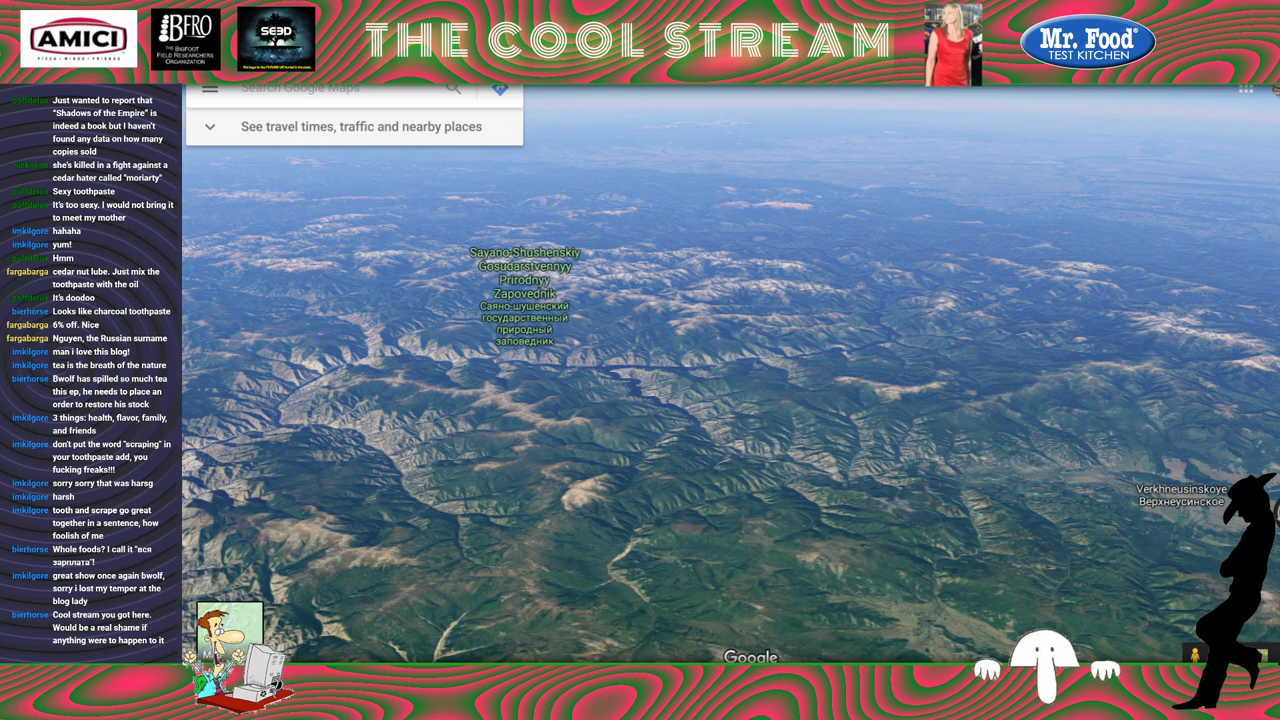 AMICI
PIZZA • WINGS • FRIENDS
BFRO
THE BIGFOOT
FIELD RESEARCHERS
ORGANIZATION
SEED
THE COOL STREAM
Mr. Food®
TEST KITCHEN
Search Google Maps
See travel times, traffic and nearby places
poffdelux Just wanted to report that
"Shadows of the Empire" is
indeed a book but I haven't
found any data on how many
copies sold
she's killed in a fight against a
cedar hater called "moriarty"
poffdelux Sexy toothpaste
poffdelux It's too sexy. I would not bring it
to meet my mother
imkilgore hahaha
imkilgore yum!
poffdelux Hmm
fargabarga cedar nut lube. Just mix the
toothpaste with the oil
poffdelux It's doodoo
bierhorse Looks like charcoal toothpaste
fargabarga 6% off. Nice
fargabarga Nguyen, the Russian surname
imkilgore man i love this blog!
imkilgore tea is the breath of the nature
bierhorse Bwolf has spilled so much tea
this ep, he needs to place an
order to restore his stock
imkilgore 3 things: health, flavor, family,
and friends
imkilgore don't put the word "scraping" in
your toothpaste add, you
fucking freaks!!!
imkilgore sorry sorry that was harsg
imkilgore harsh
imkilgore tooth and scrape go great
together in a sentence, how
foolish of me
bierhorse Whole foods? I call it "вся
зарплата"!
imkilgore great show once again bwolf,
sorry i lost my temper at the
blog lady
bierhorse Cool stream you got here.
Would be a real shame if
anything were to happen to it
Sayano-Shushenskiy
Gosudarstvennyy
Prirodnyy
Zapovednik
Саяно-шушенский
государственный
природный
заповедник
Verkhneusinskoye
Верхнеусинское
Google